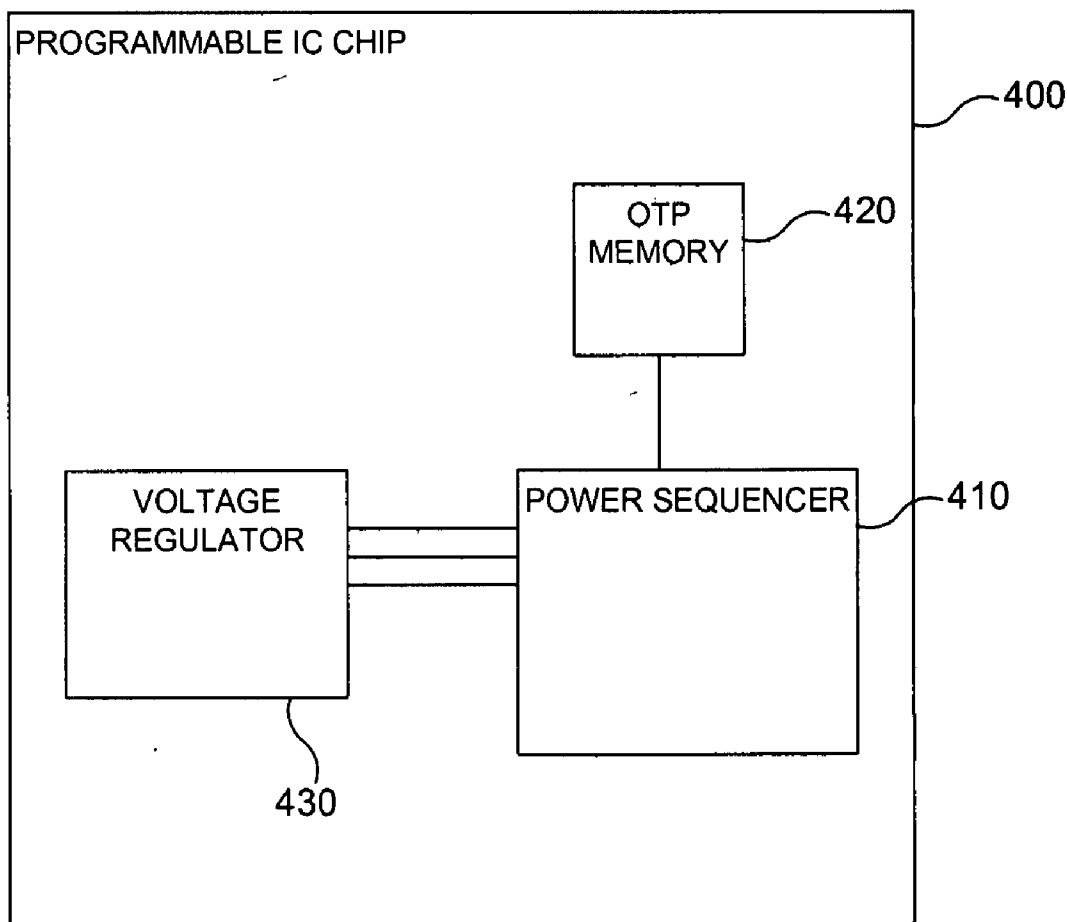 PROGRAMMABLE IC CHIP
400
OTP
MEMORY
420
VOLTAGE
REGULATOR
POWER SEQUENCER
410
430